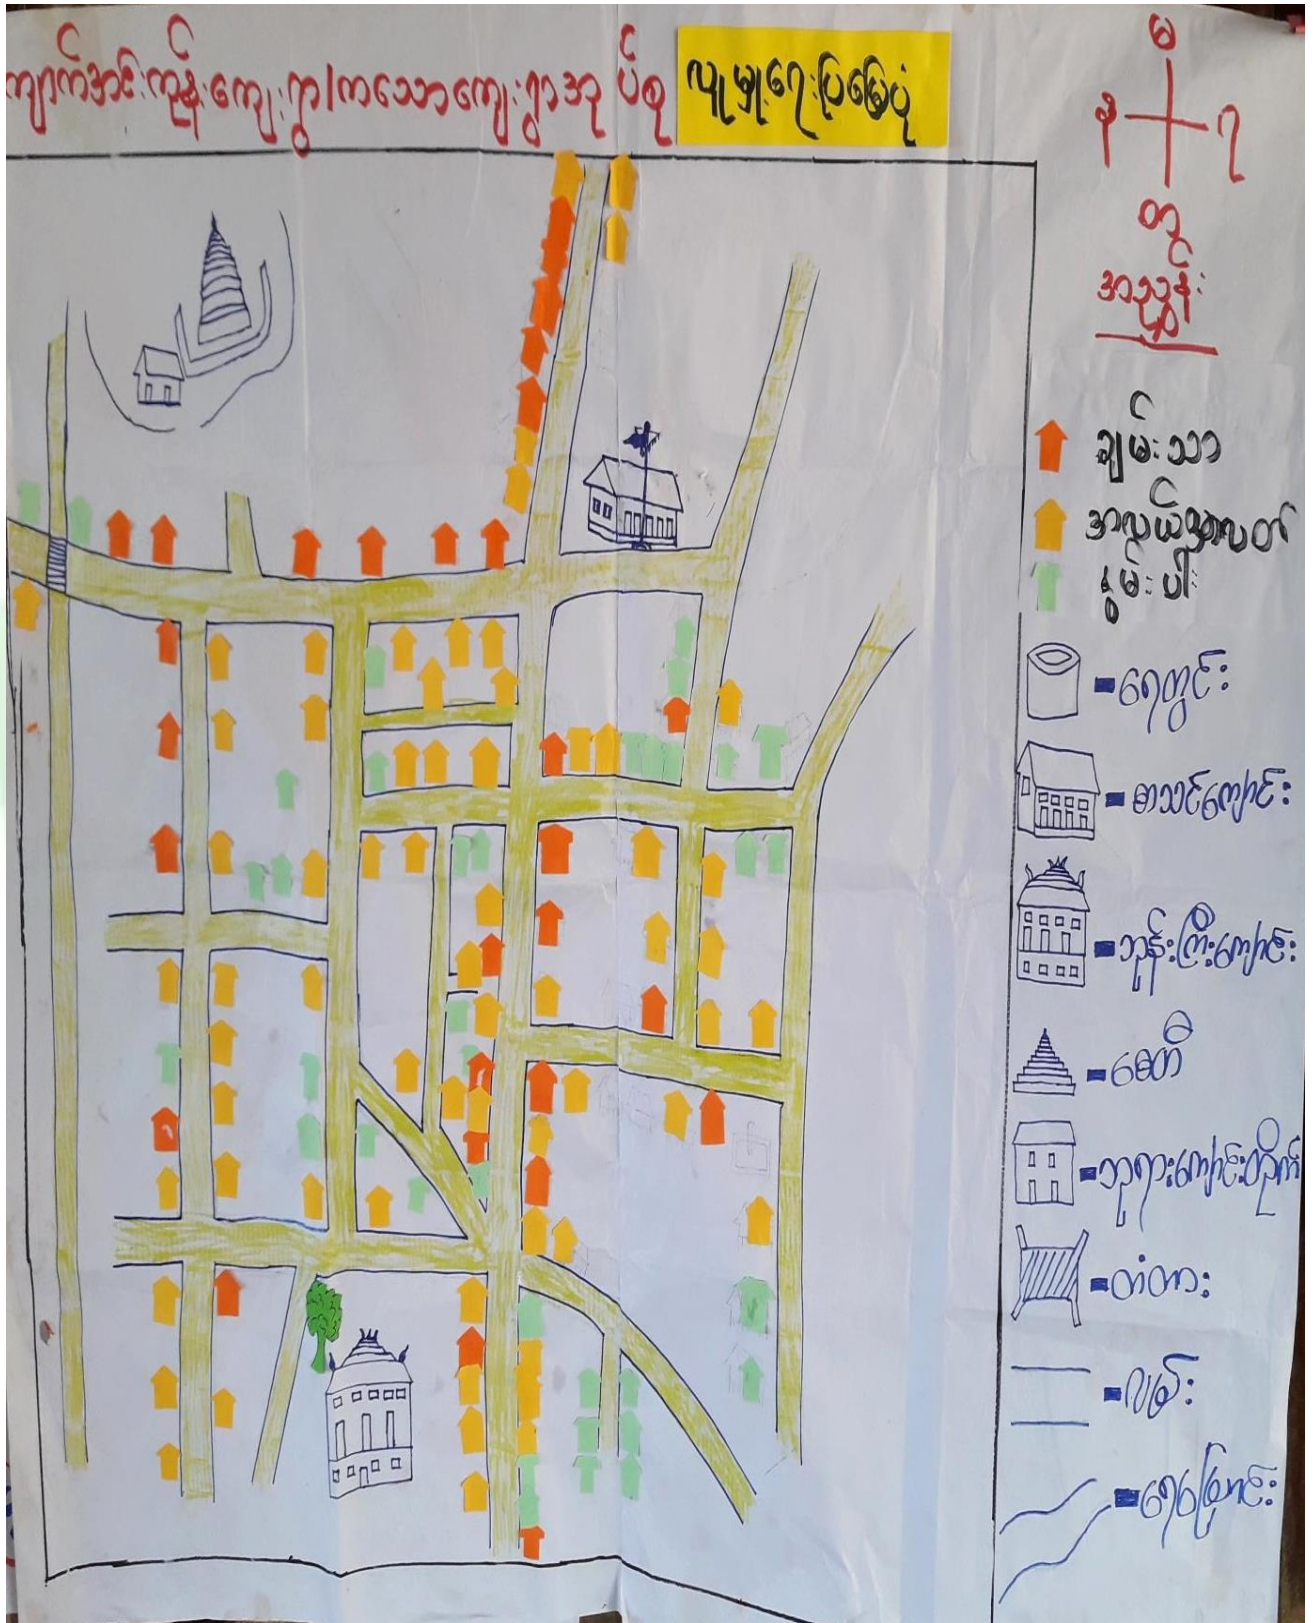 ကျောက်အင်းကုန်းကျေးရွာ/ကသောကျေးရွာအုပ်စု လူမှုရေးပြမြေပုံ
မ
န
ရ
တင်
အညွှန်း
ချမ်းသာ
အလယ်အလတ်
နွမ်းပါး
=ရေတွင်း
=စာသင်ကျောင်း
=ဘုန်းကြီးကျောင်း
=စေတီ
=ဘုရားကျောင်းတိုက်
=တံတား
=လမ်း
=ရေမြောင်း